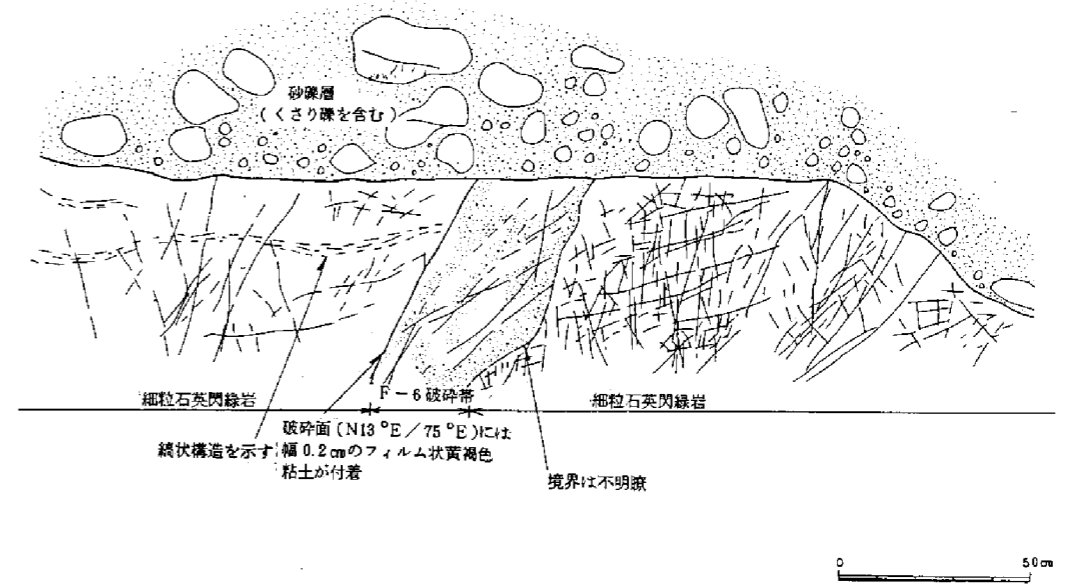 砂礫層
(くさり礫を含む)
F-6破砕帯
細粒石英閃緑岩
細粒石英閃緑岩
縞状構造を示す
破砕面(N13°E/75°E)には
幅0.2cmのフィルム状黄褐色
粘土が付着
境界は不明瞭
0 50cm